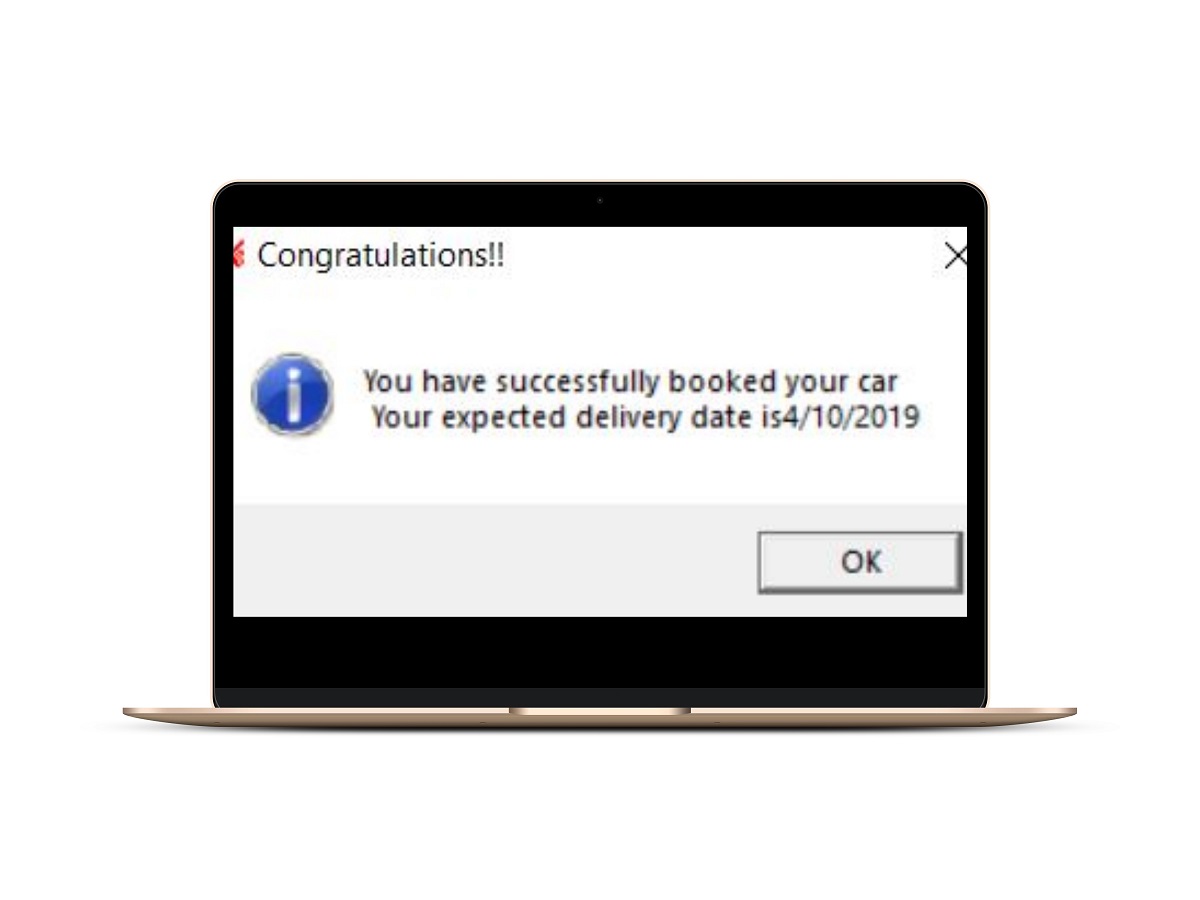 Congratulations!!
You have successfully booked your car
Your expected delivery date is4/10/2019
OK